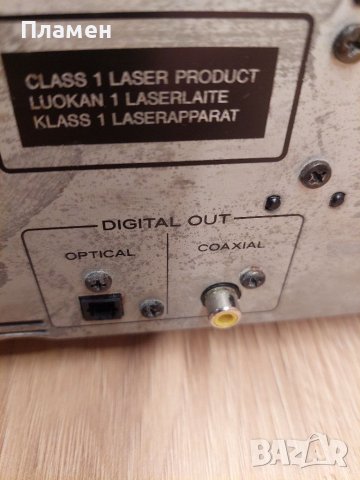 Пламен
CLASS 1 LASER PRODUCT
LUOKAN 1 LASERLAITE
KLASS 1 LASERAPPARAT
DIGITAL OUT
OPTICAL
COAXIAL
BAZAR